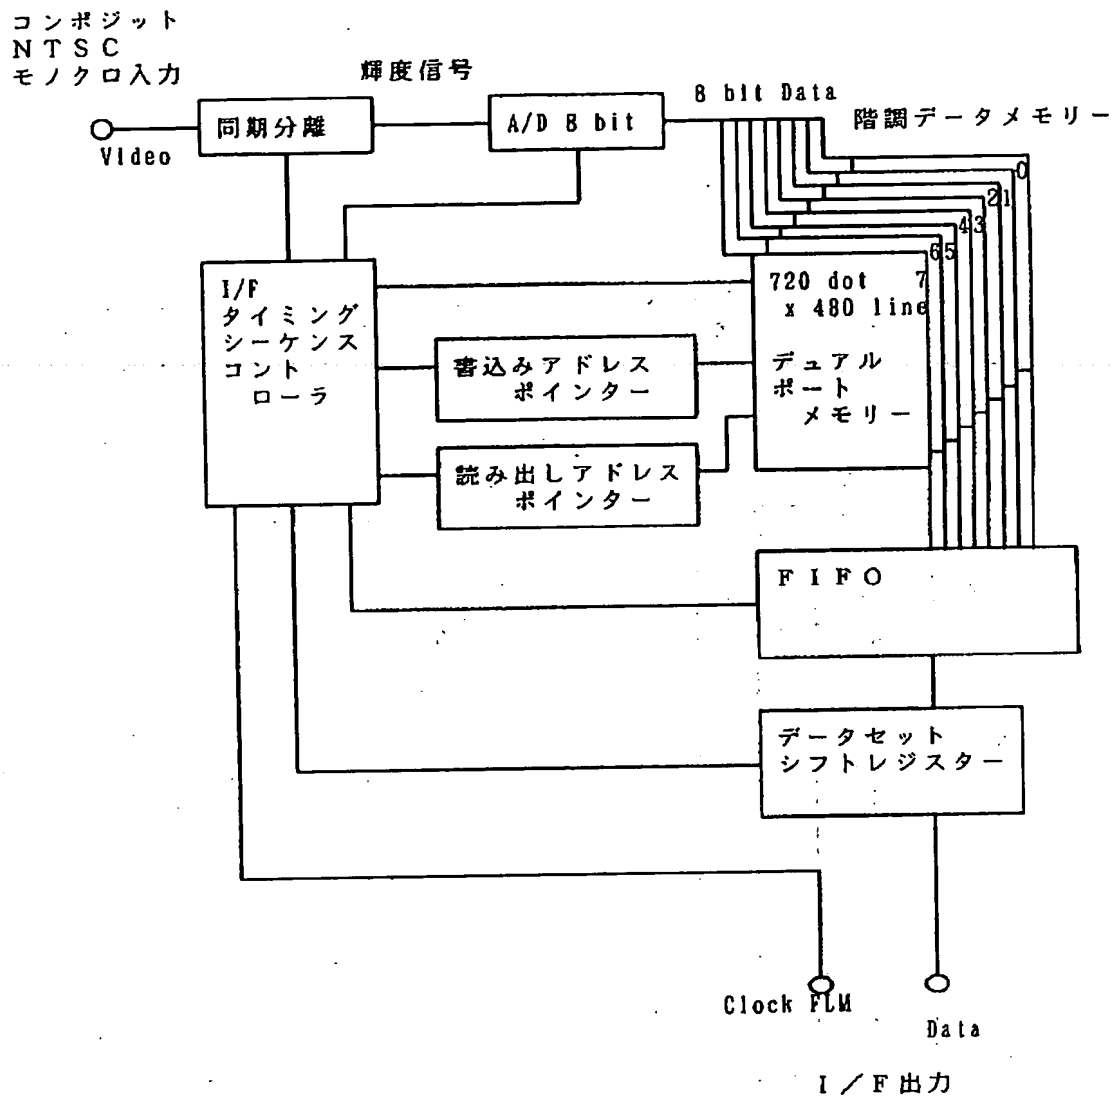 コンポジット
NTSC
モノクロ入力
輝度信号
8 bit Data
階調データメモリー
Video
同期分離
A/D 8 bit
0
1
2
3
4
5
6
7
I/F
タイミング
シーケンス
コント
ローラ
720 dot
x 480 line
デュアル
ポート
メモリー
書込みアドレス
ポインター
読み出しアドレス
ポインター
FIFO
データセット
シフトレジスター
Clock FLM
Data
I/F出力